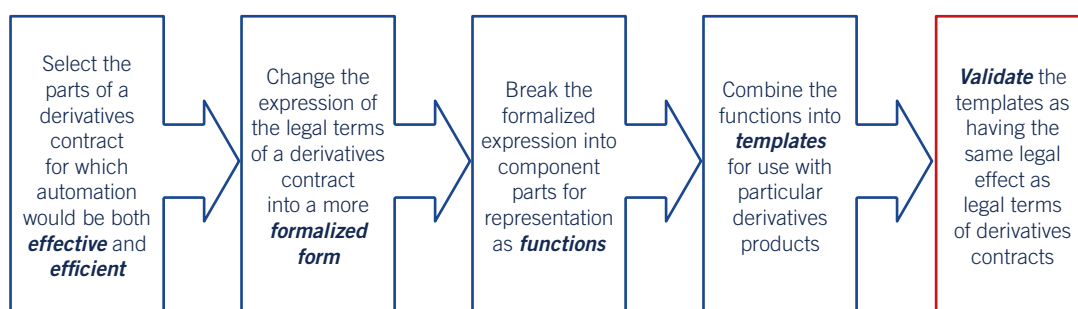 Select the
parts of a
derivatives
contract
for which
automation
would be both
effective and
efficient
Change the
expression of
the legal terms
of a derivatives
contract
into a more
formalized
form
Break the
formalized
expression into
component
parts for
representation
as functions
Combine the
functions into
templates
for use with
particular
derivatives
products
Validate the
templates as
having the
same legal
effect as
legal terms
of derivatives
contracts